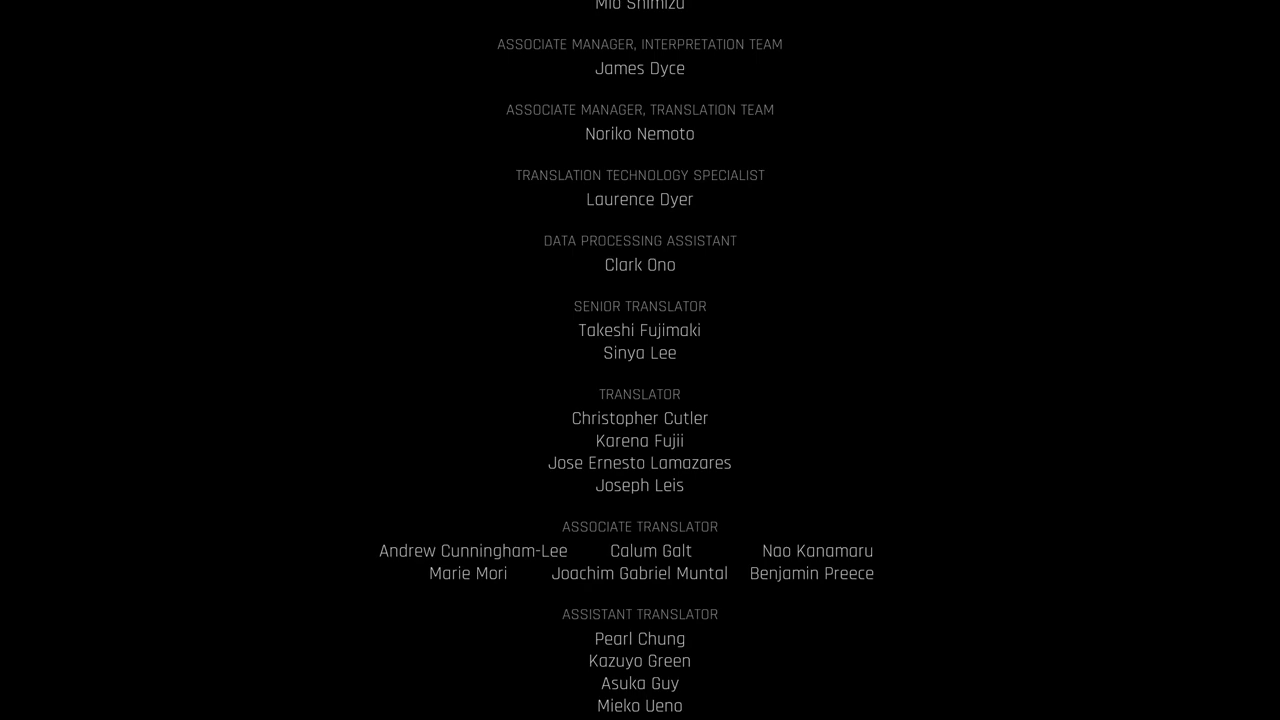 Mio Shimizu
ASSOCIATE MANAGER, INTERPRETATION TEAM
James Dyce
ASSOCIATE MANAGER, TRANSLATION TEAM
Noriko Nemoto
TRANSLATION TECHNOLOGY SPECIALIST
Laurence Dyer
DATA PROCESSING ASSISTANT
Clark Ono
SENIOR TRANSLATOR
Takeshi Fujimaki
Sinya Lee
TRANSLATOR
Christopher Cutler
Karena Fujii
Jose Ernesto Lamazares
Joseph Leis
ASSOCIATE TRANSLATOR
Andrew Cunningham-Lee Calum Galt Nao Kanamaru
Marie Mori Joachim Gabriel Muntal Benjamin Preece
ASSISTANT TRANSLATOR
Pearl Chung
Kazuyo Green
Asuka Guy
Mieko Ueno